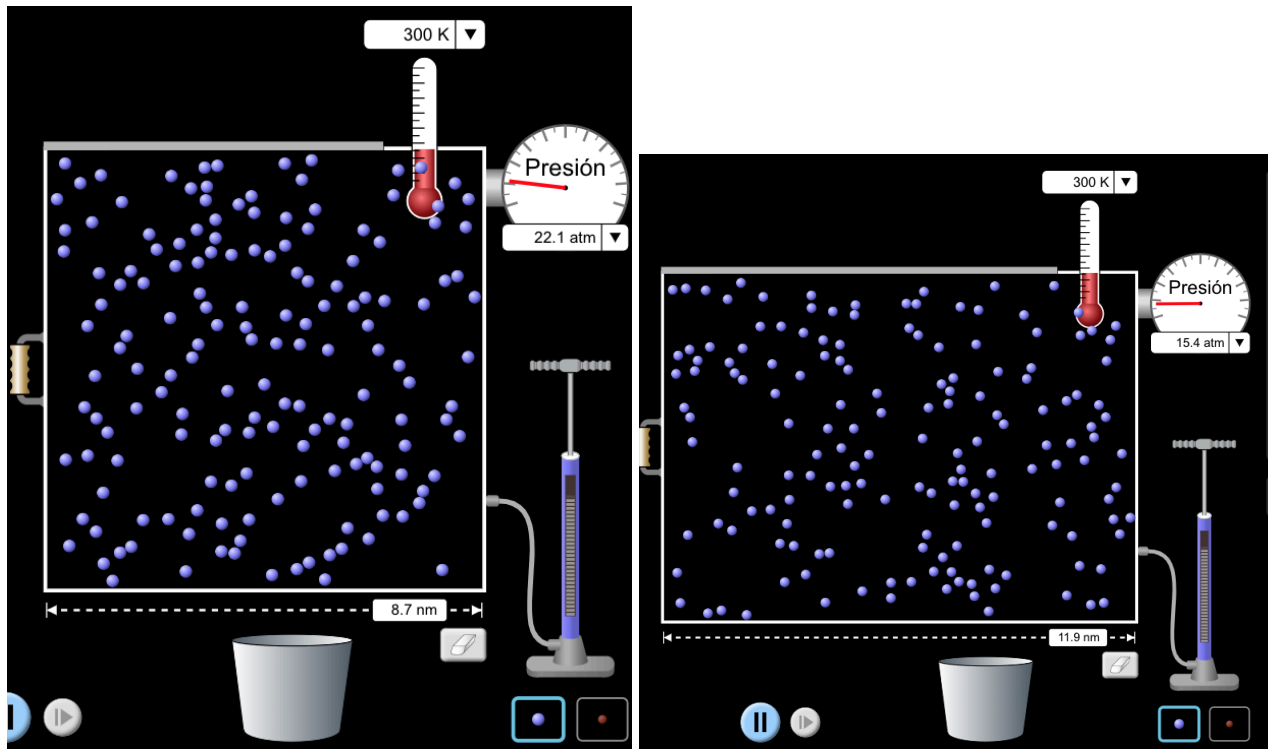 300 K
Presión
22.1 atm
8.7 nm
300 K
Presión
15.4 atm
11.9 nm